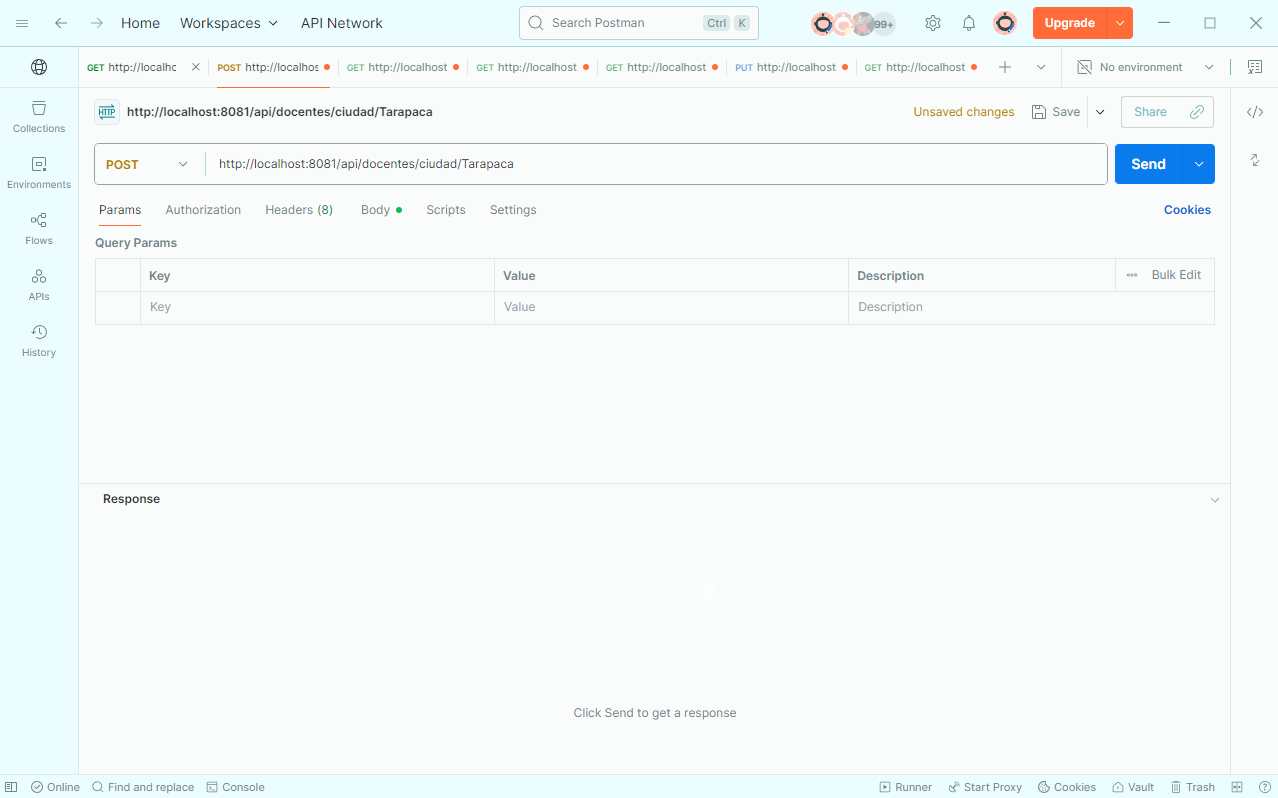 Home Workspaces API Network Search Postman Ctrl K 99+ Upgrade
GET http://localhc POST http://localhos GET http://localhost GET http://localhost GET http://localhost PUT http://localhost GET http://localhost No environment
Collections
Environments
Flows
APIs
History
HTTP http://localhost:8081/api/docentes/ciudad/Tarapaca Unsaved changes Save Share
POST http://localhost:8081/api/docentes/ciudad/Tarapaca Send
Params Authorization Headers (8) Body Scripts Settings Cookies
Query Params
Key Value Description Bulk Edit
Key Value Description
Response
Click Send to get a response
Online Find and replace Console Runner Start Proxy Cookies Vault Trash